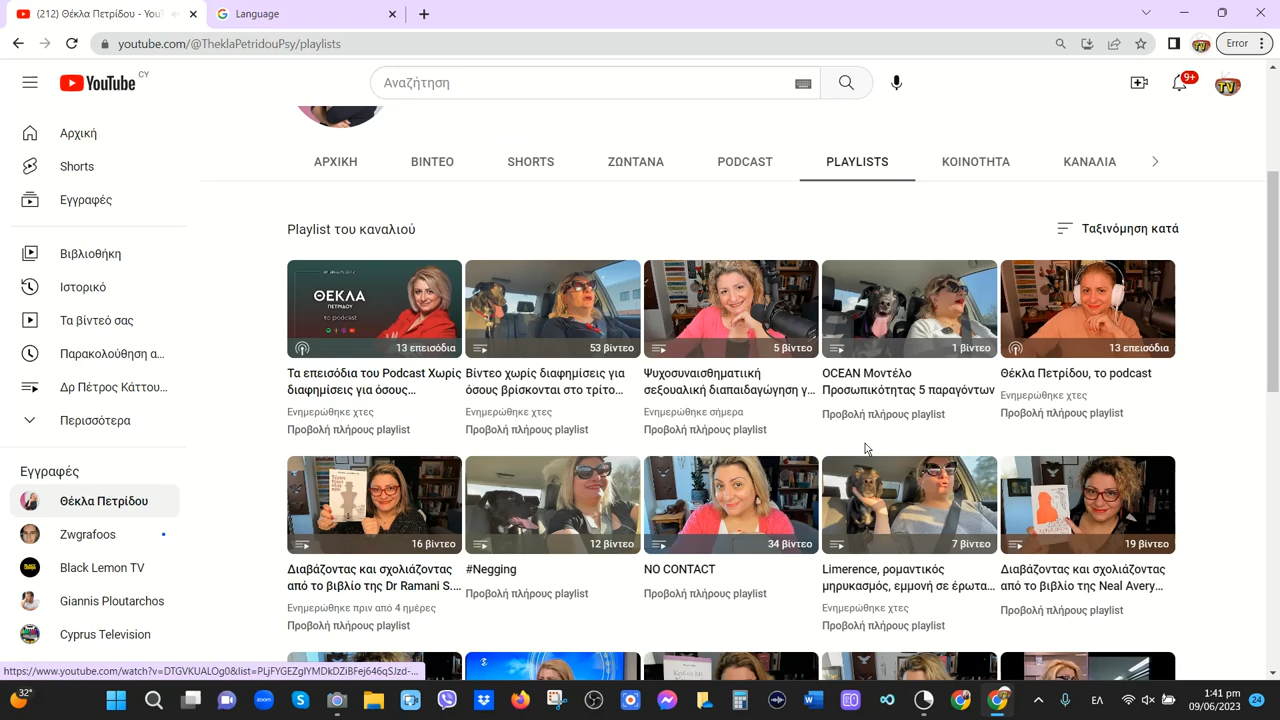 (212) Θέκλα Πετρίδου - YouT
Language
youtube.com/@TheklaPetridouPsy/playlists
Error
YouTube CY
Αναζήτηση
9+
TV
Αρχική
Shorts
Εγγραφές
Βιβλιοθήκη
Ιστορικό
Τα βίντεό σας
Παρακολούθηση α...
Δρ Πέτρος Κάττου...
Περισσότερα
Εγγραφές
Θέκλα Πετρίδου
Zwgrafoos
Black Lemon TV
Giannis Ploutarchos
Cyprus Television
ΑΡΧΙΚΗ ΒΙΝΤΕΟ SHORTS ΖΩΝΤΑΝΑ PODCAST PLAYLISTS ΚΟΙΝΟΤΗΤΑ ΚΑΝΑΛΙΑ
Playlist του καναλιού
Ταξινόμηση κατά
ΘΕΚΛΑ
ΠΕΤΡΙΔΟΥ
το podcast
13 επεισόδια
Τα επεισόδια του Podcast Χωρίς
διαφημίσεις για όσους...
Ενημερώθηκε χτες
Προβολή πλήρους playlist
53 βίντεο
Βίντεο χωρίς διαφημίσεις για
όσους βρίσκονται στο τρίτο...
Ενημερώθηκε χτες
Προβολή πλήρους playlist
5 βίντεο
Ψυχοσυναισθηματιική
σεξουαλική διαπαιδαγώγηση γ...
Ενημερώθηκε σήμερα
Προβολή πλήρους playlist
1 βίντεο
OCEAN Μοντέλο
Προσωπικότητας 5 παραγόντων
Προβολή πλήρους playlist
13 επεισόδια
Θέκλα Πετρίδου, το podcast
Ενημερώθηκε χτες
Προβολή πλήρους playlist
16 βίντεο
Διαβάζοντας και σχολιάζοντας
από το βιβλίο της Dr Ramani S....
Ενημερώθηκε πριν από 4 ημέρες
Προβολή πλήρους playlist
12 βίντεο
#Negging
Προβολή πλήρους playlist
34 βίντεο
NO CONTACT
Προβολή πλήρους playlist
7 βίντεο
Limerence, ρομαντικός
μηρυκασμός, εμμονή σε έρωτα...
Ενημερώθηκε χτες
Προβολή πλήρους playlist
19 βίντεο
Διαβάζοντας και σχολιάζοντας
από το βιβλίο της Neal Avery...
Προβολή πλήρους playlist
32°
ΕΛ
1:41 pm
09/06/2023
24